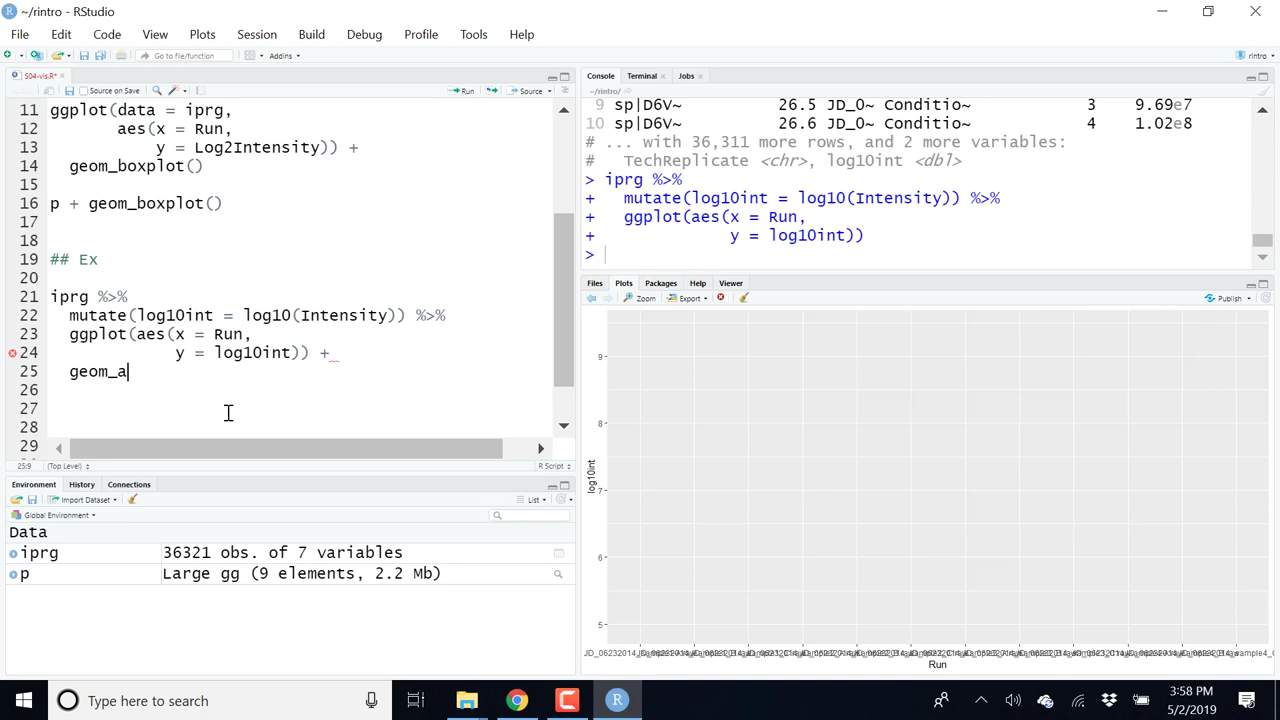 ~/rintro - RStudio
File Edit Code View Plots Session Build Debug Profile Tools Help
Go to file/function Addins rintro
S04-vis.R*
Source on Save Run Source
11 ggplot(data = iprg,
12 aes(x = Run,
13 y = Log2Intensity)) +
14 geom_boxplot()
15
16 p + geom_boxplot()
17
18
19 ## Ex
20
21 iprg %>%
22 mutate(log10int = log10(Intensity)) %>%
23 ggplot(aes(x = Run,
24 y = log10int)) +
25 geom_a
26
27
28
29
25:9 (Top Level) R Script
Environment History Connections
Import Dataset List
Global Environment
Data
iprg 36321 obs. of 7 variables
p Large gg (9 elements, 2.2 Mb)
Console Terminal Jobs
~/rintro/
9 sp|D6V~ 26.5 JD_0~ Conditio~ 3 9.69e7
10 sp|D6V~ 26.6 JD_0~ Conditio~ 4 1.02e8
# ... with 36,311 more rows, and 2 more variables:
# TechReplicate <chr>, log10int <dbl>
> iprg %>%
+ mutate(log10int = log10(Intensity)) %>%
+ ggplot(aes(x = Run,
+ y = log10int))
>
Files Plots Packages Help Viewer
Zoom Export Publish
9
8
log10int
7
6
5
Run
Type here to search
3:58 PM
5/2/2019